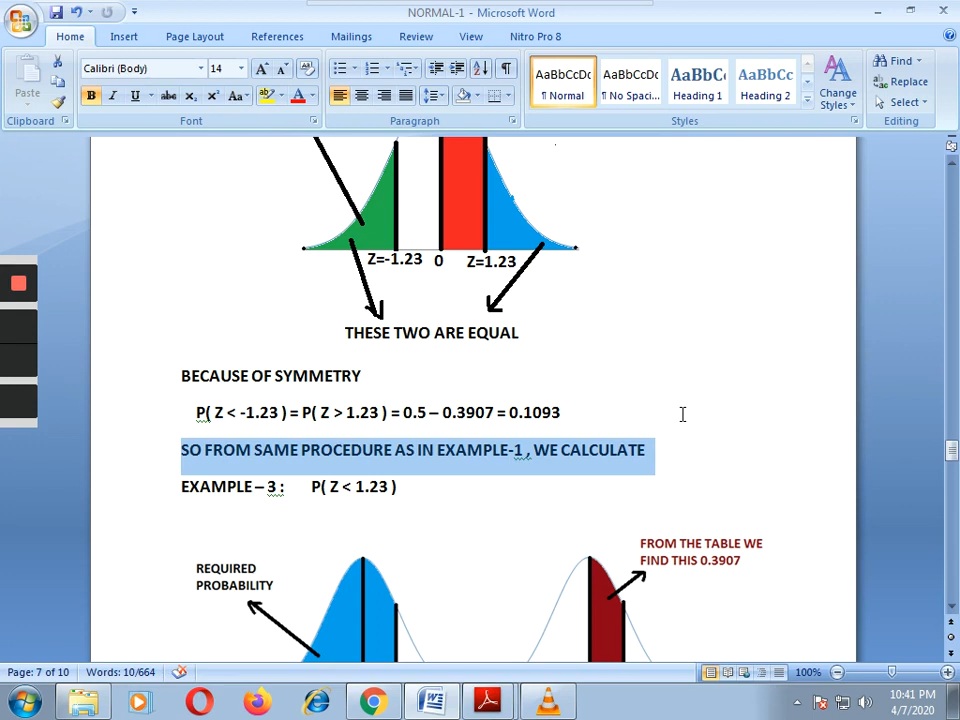 NORMAL-1 - Microsoft Word
Home Insert Page Layout References Mailings Review View Nitro Pro 8
Paste
Calibri (Body) 14
B I U abc X₂ X² Aa
AaBbCcDc AaBbCcDc AaBbC AaBbCc
¶ Normal ¶ No Spaci... Heading 1 Heading 2
Change Styles
Find
Replace
Select
Clipboard Font Paragraph Styles Editing
Z=-1.23 0 Z=1.23
THESE TWO ARE EQUAL
BECAUSE OF SYMMETRY
P( Z < -1.23 ) = P( Z > 1.23 ) = 0.5 – 0.3907 = 0.1093
SO FROM SAME PROCEDURE AS IN EXAMPLE-1 , WE CALCULATE
EXAMPLE – 3 : P( Z < 1.23 )
REQUIRED
PROBABILITY
FROM THE TABLE WE
FIND THIS 0.3907
Page: 7 of 10 Words: 10/664 100%
10:41 PM
4/7/2020